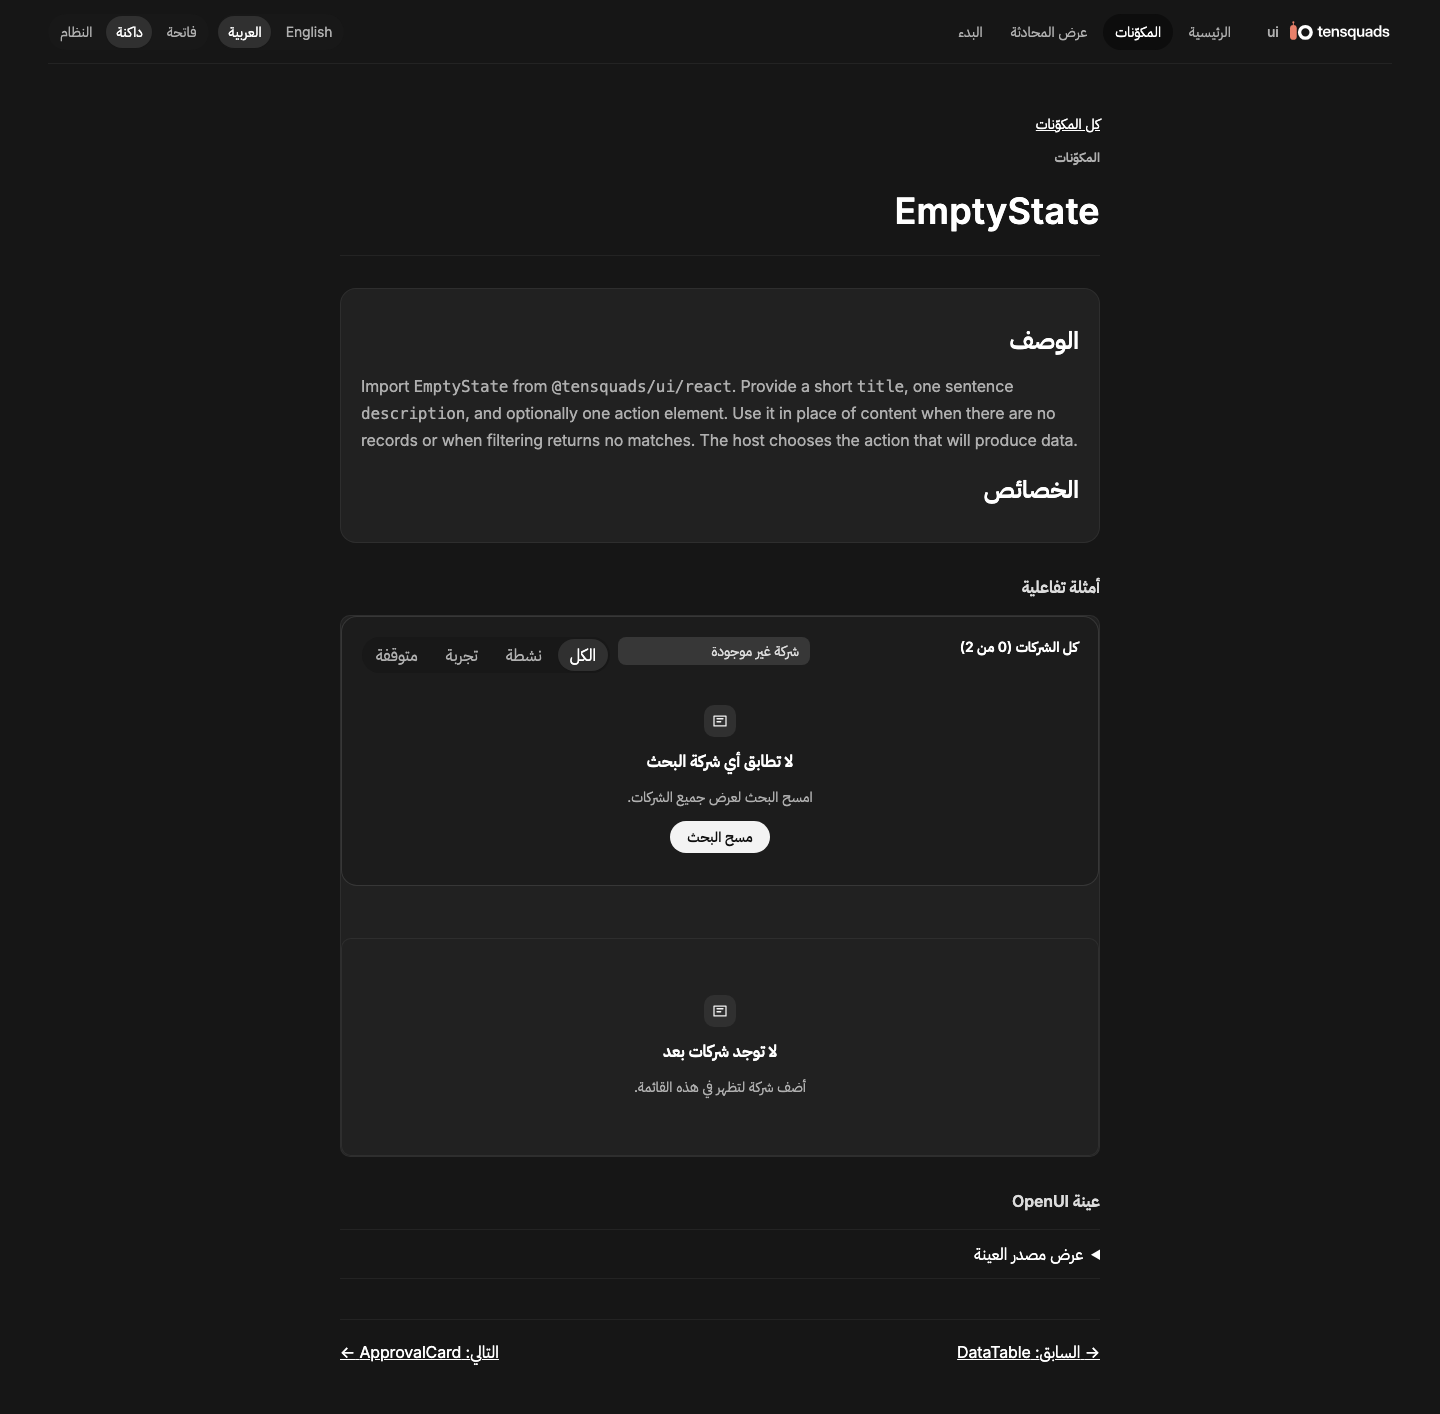 tensquads ui
الرئيسية
المكوّنات
عرض المحادثة
البدء
English
العربية
فاتحة
داكنة
النظام
كل المكوّنات
المكوّنات
EmptyState
الوصف
Import EmptyState from @tensquads/ui/react. Provide a short title, one sentence
description, and optionally one action element. Use it in place of content when there are no
records or when filtering returns no matches. The host chooses the action that will produce data.
الخصائص
أمثلة تفاعلية
كل الشركات (0 من 2)
شركة غير موجودة
الكل
نشطة
تجربة
متوقفة
لا تطابق أي شركة البحث
امسح البحث لعرض جميع الشركات.
مسح البحث
لا توجد شركات بعد
أضف شركة لتظهر في هذه القائمة.
عينة OpenUI
عرض مصدر العينة
→ السابق: DataTable
التالي: ApprovalCard ←